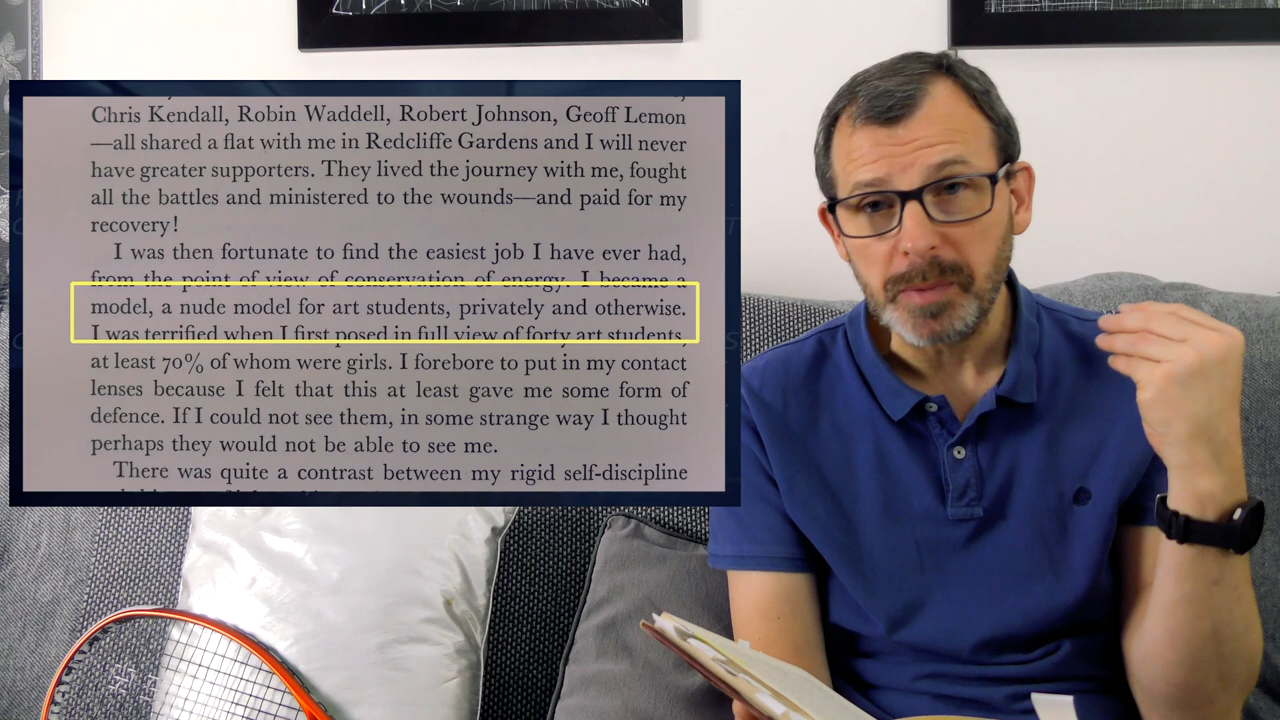 Chris Kendall, Robin Waddell, Robert Johnson, Geoff Lemon
—all shared a flat with me in Redcliffe Gardens and I will never
have greater supporters. They lived the journey with me, fought
all the battles and ministered to the wounds—and paid for my
recovery!
I was then fortunate to find the easiest job I have ever had,
from the point of view of conservation of energy. I became a
model, a nude model for art students, privately and otherwise.
I was terrified when I first posed in full view of forty art students,
at least 70% of whom were girls. I forebore to put in my contact
lenses because I felt that this at least gave me some form of
defence. If I could not see them, in some strange way I thought
perhaps they would not be able to see me.
There was quite a contrast between my rigid self-discipline